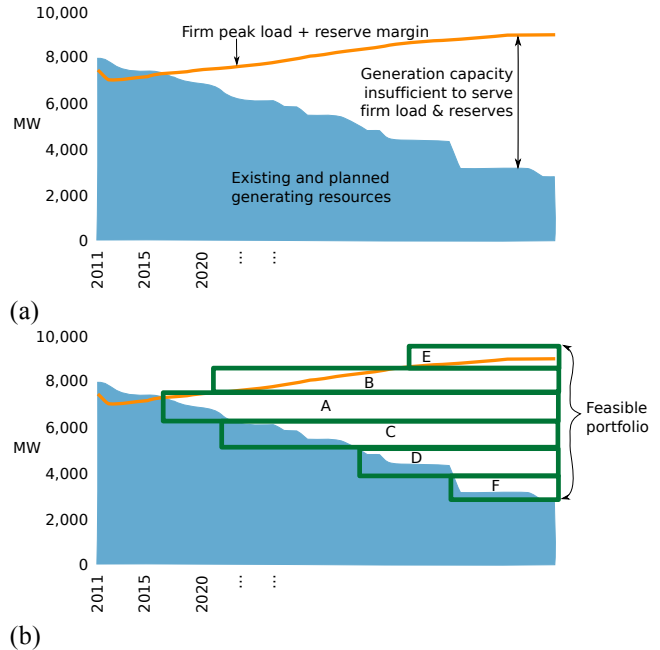 10,000
Firm peak load + reserve margin
8,000
Generation capacity
insufficient to serve
firm load & reserves
6,000
MW
4,000
Existing and planned
generating resources
2,000
0
2011
2015
2020
...
...
(a)
10,000
E
B
8,000
A
Feasible
portfolio
6,000
C
MW
D
4,000
F
2,000
0
2011
2015
2020
...
...
(b)